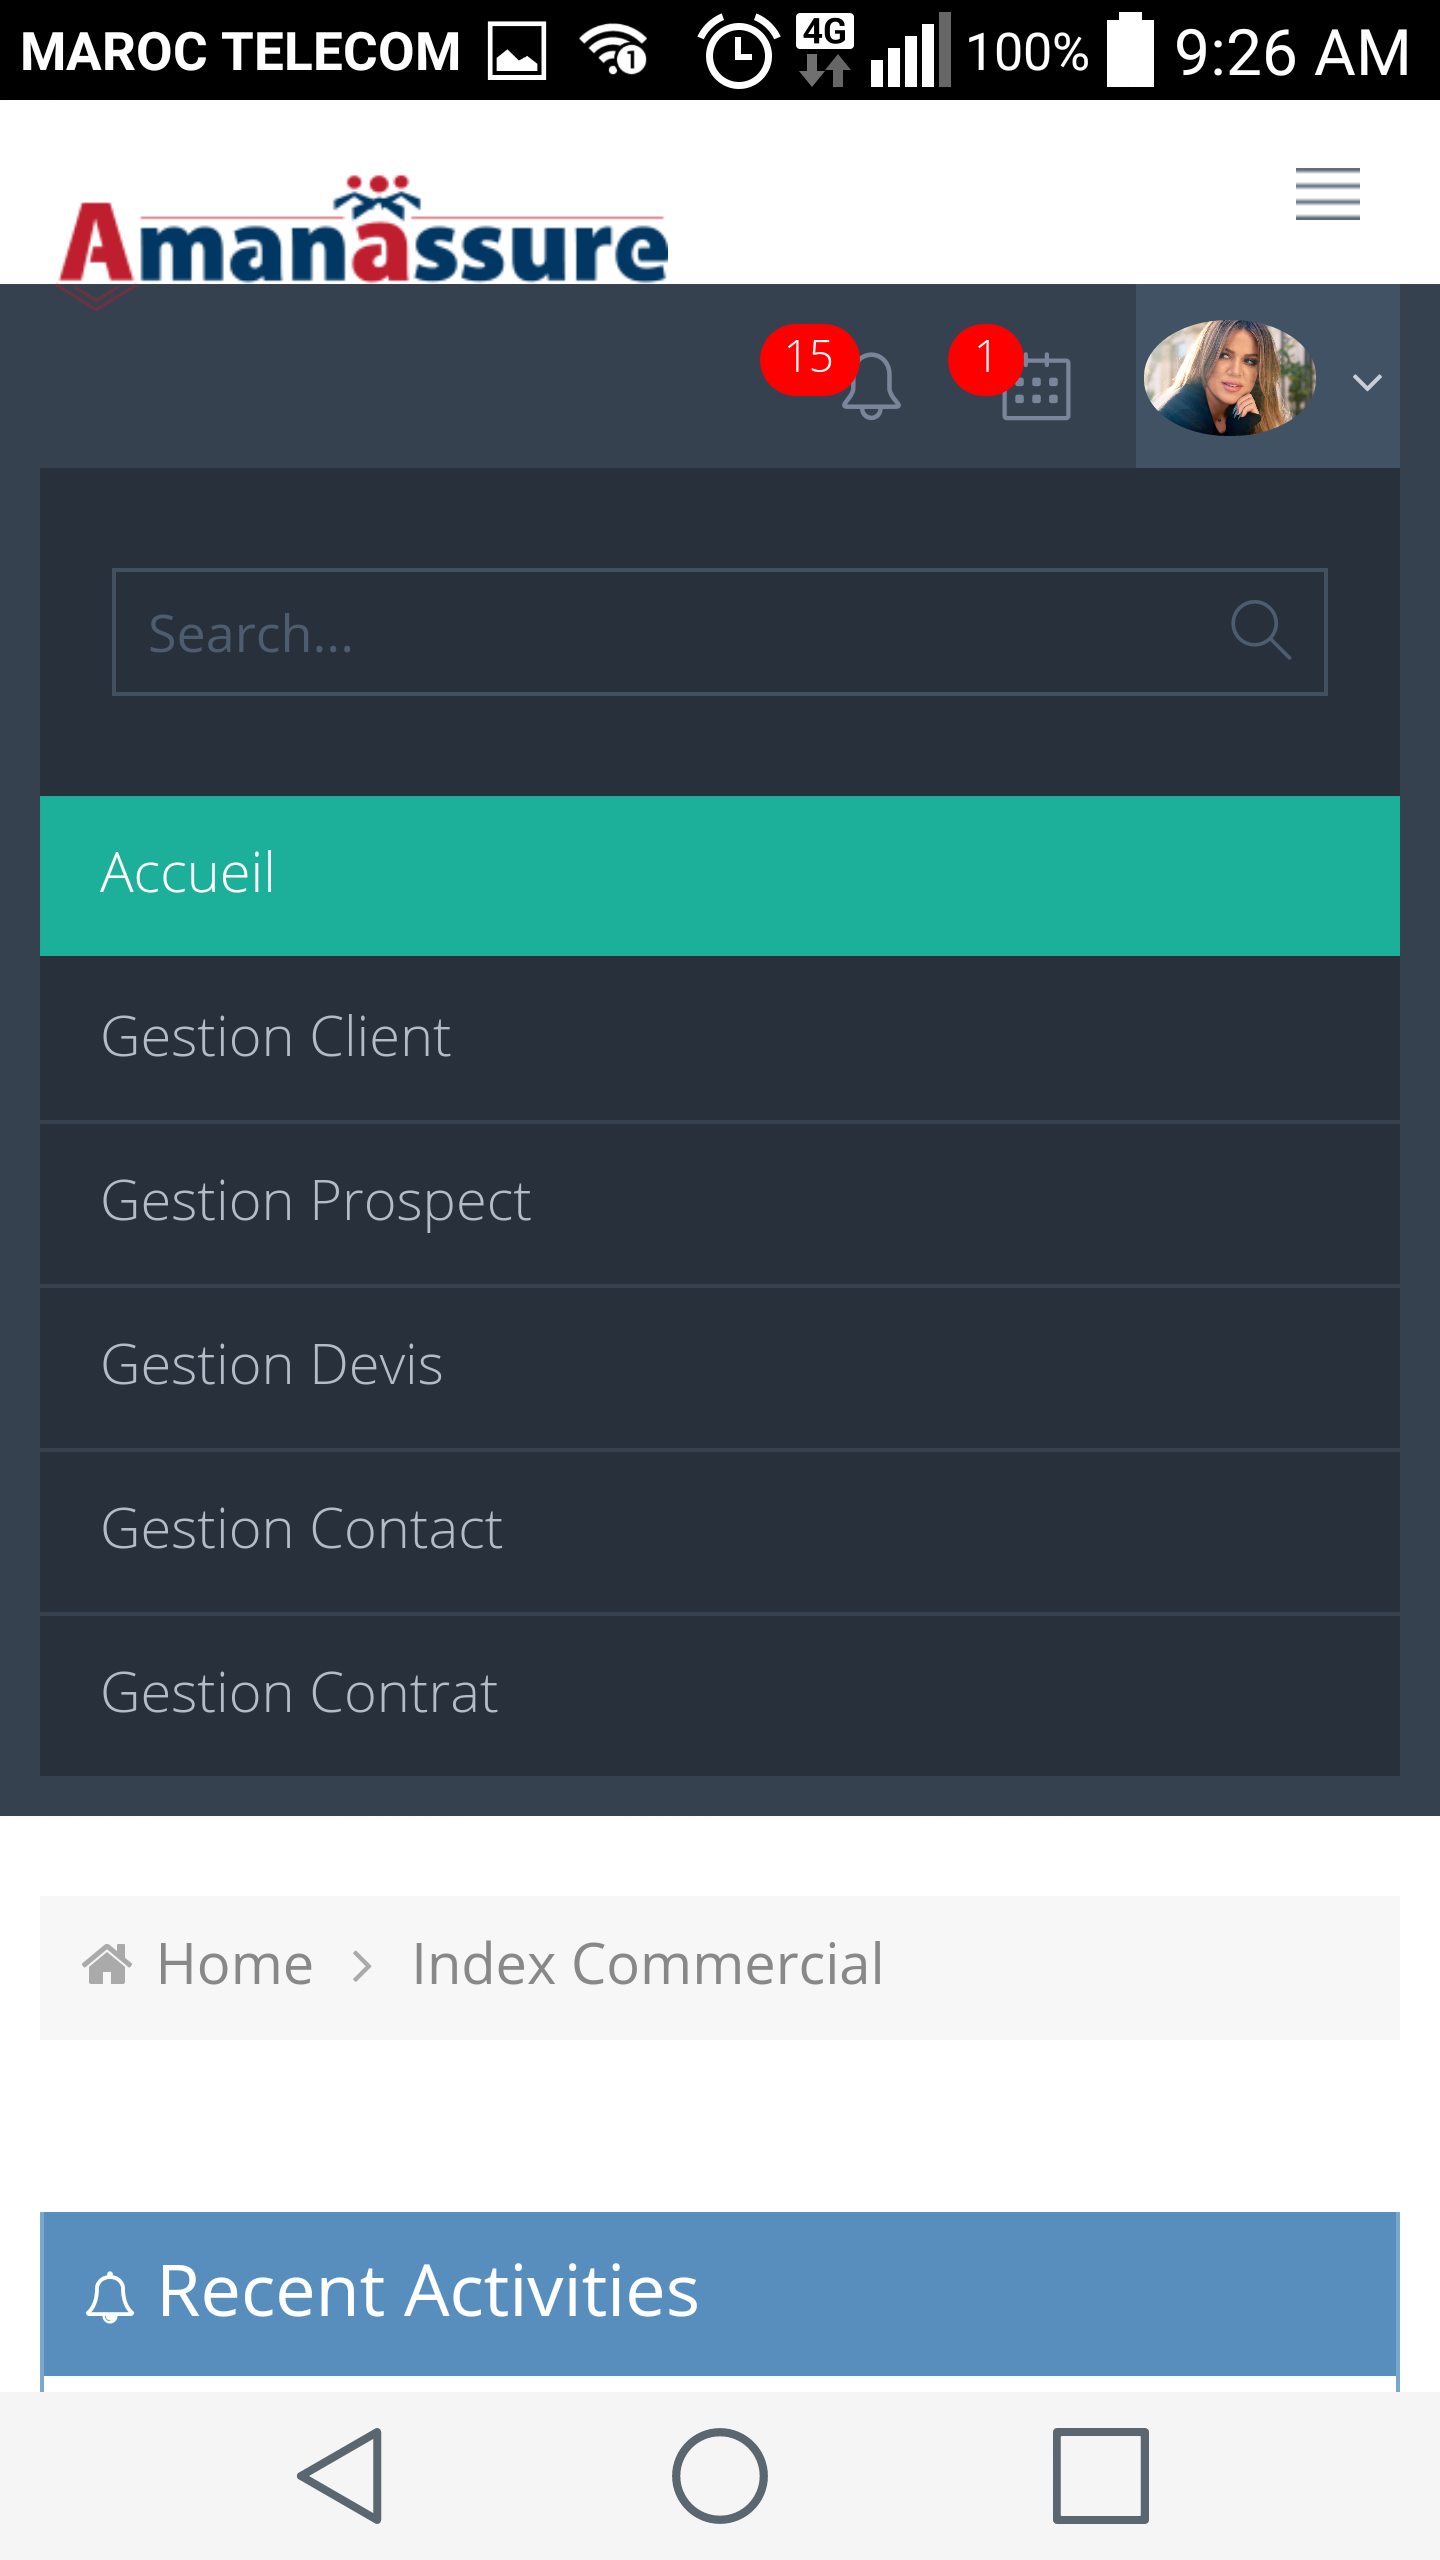 MAROC TELECOM 1 4G 100% 9:26 AM
Amanassure
15 1
Search...
Accueil
Gestion Client
Gestion Prospect
Gestion Devis
Gestion Contact
Gestion Contrat
Home > Index Commercial
Recent Activities